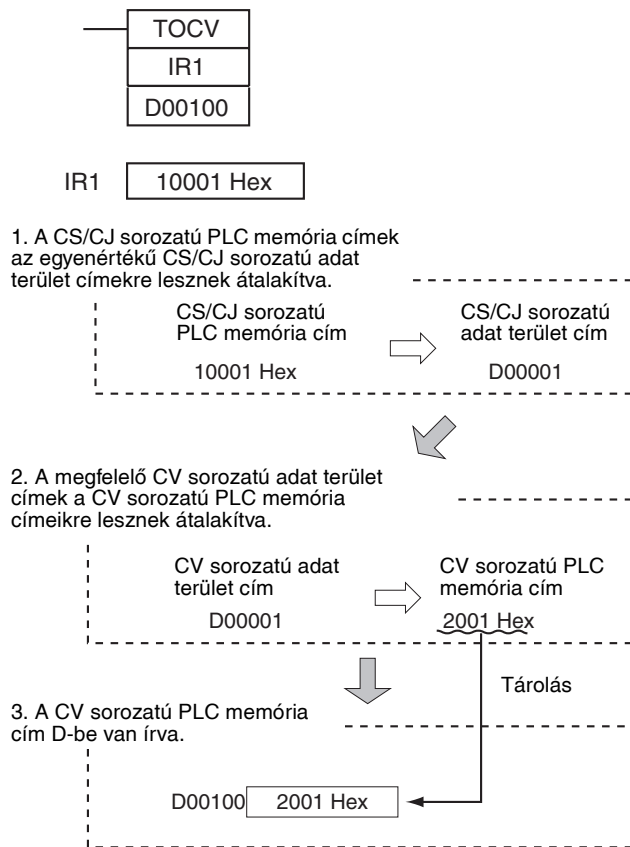 TOCV
IR1
D00100
IR1 10001 Hex
1. A CS/CJ sorozatú PLC memória címek
az egyenértékű CS/CJ sorozatú adat
terület címekre lesznek átalakítva.
CS/CJ sorozatú
PLC memória cím
CS/CJ sorozatú
adat terület cím
10001 Hex
D00001
2. A megfelelő CV sorozatú adat terület
címek a CV sorozatú PLC memória
címeikre lesznek átalakítva.
CV sorozatú adat
terület cím
CV sorozatú PLC
memória cím
D00001
2001 Hex
Tárolás
3. A CV sorozatú PLC memória
cím D-be van írva.
D00100 2001 Hex